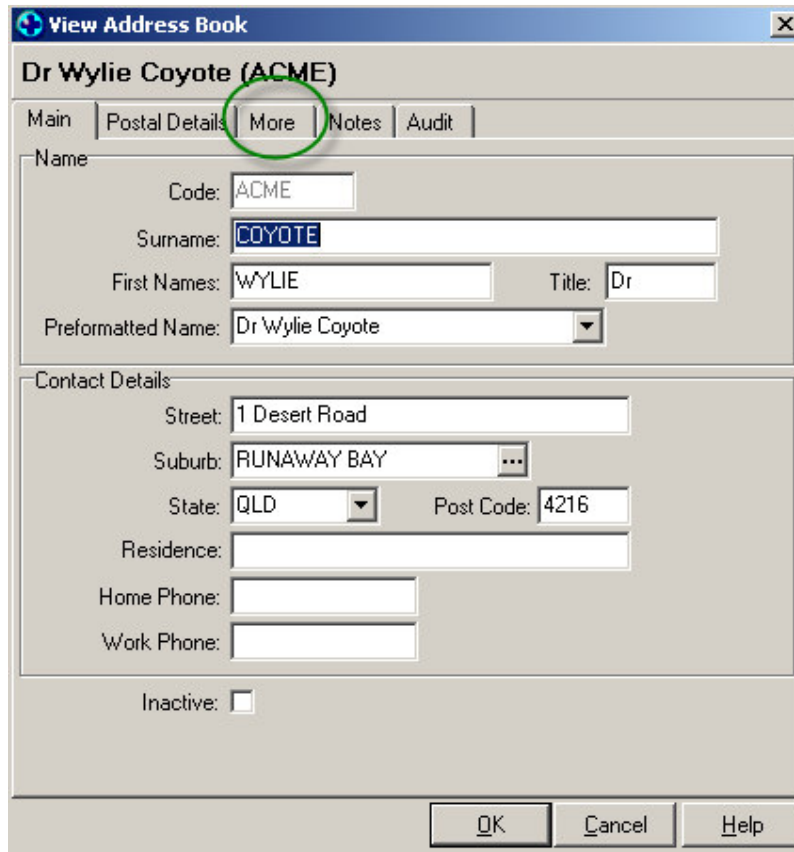 View Address Book
Dr Wylie Coyote (ACME)
Main Postal Details More Notes Audit
Name
Code: ACME
Surname: COYOTE
First Names: WYLIE Title: Dr
Preformatted Name: Dr Wylie Coyote
Contact Details
Street: 1 Desert Road
Suburb: RUNAWAY BAY ...
State: QLD Post Code: 4216
Residence:
Home Phone:
Work Phone:
Inactive:
OK Cancel Help